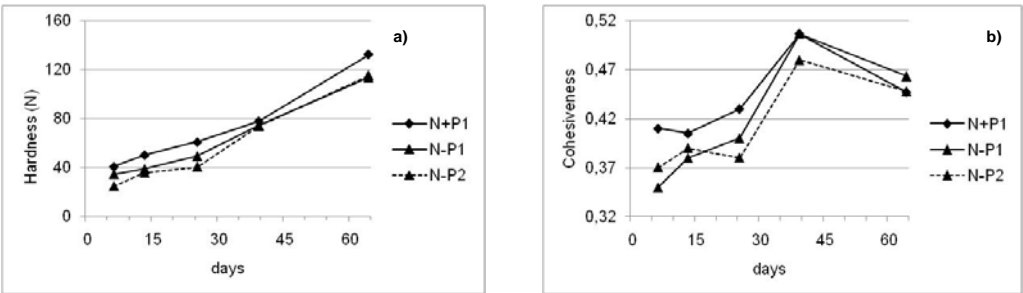 a)
160
120
80
40
0
Hardness (N)
0 15 30 45 60
days
N+P1
N-P1
N-P2
b)
0,52
0,47
0,42
0,37
0,32
Cohesiveness
0 15 30 45 60
days
N+P1
N-P1
N-P2